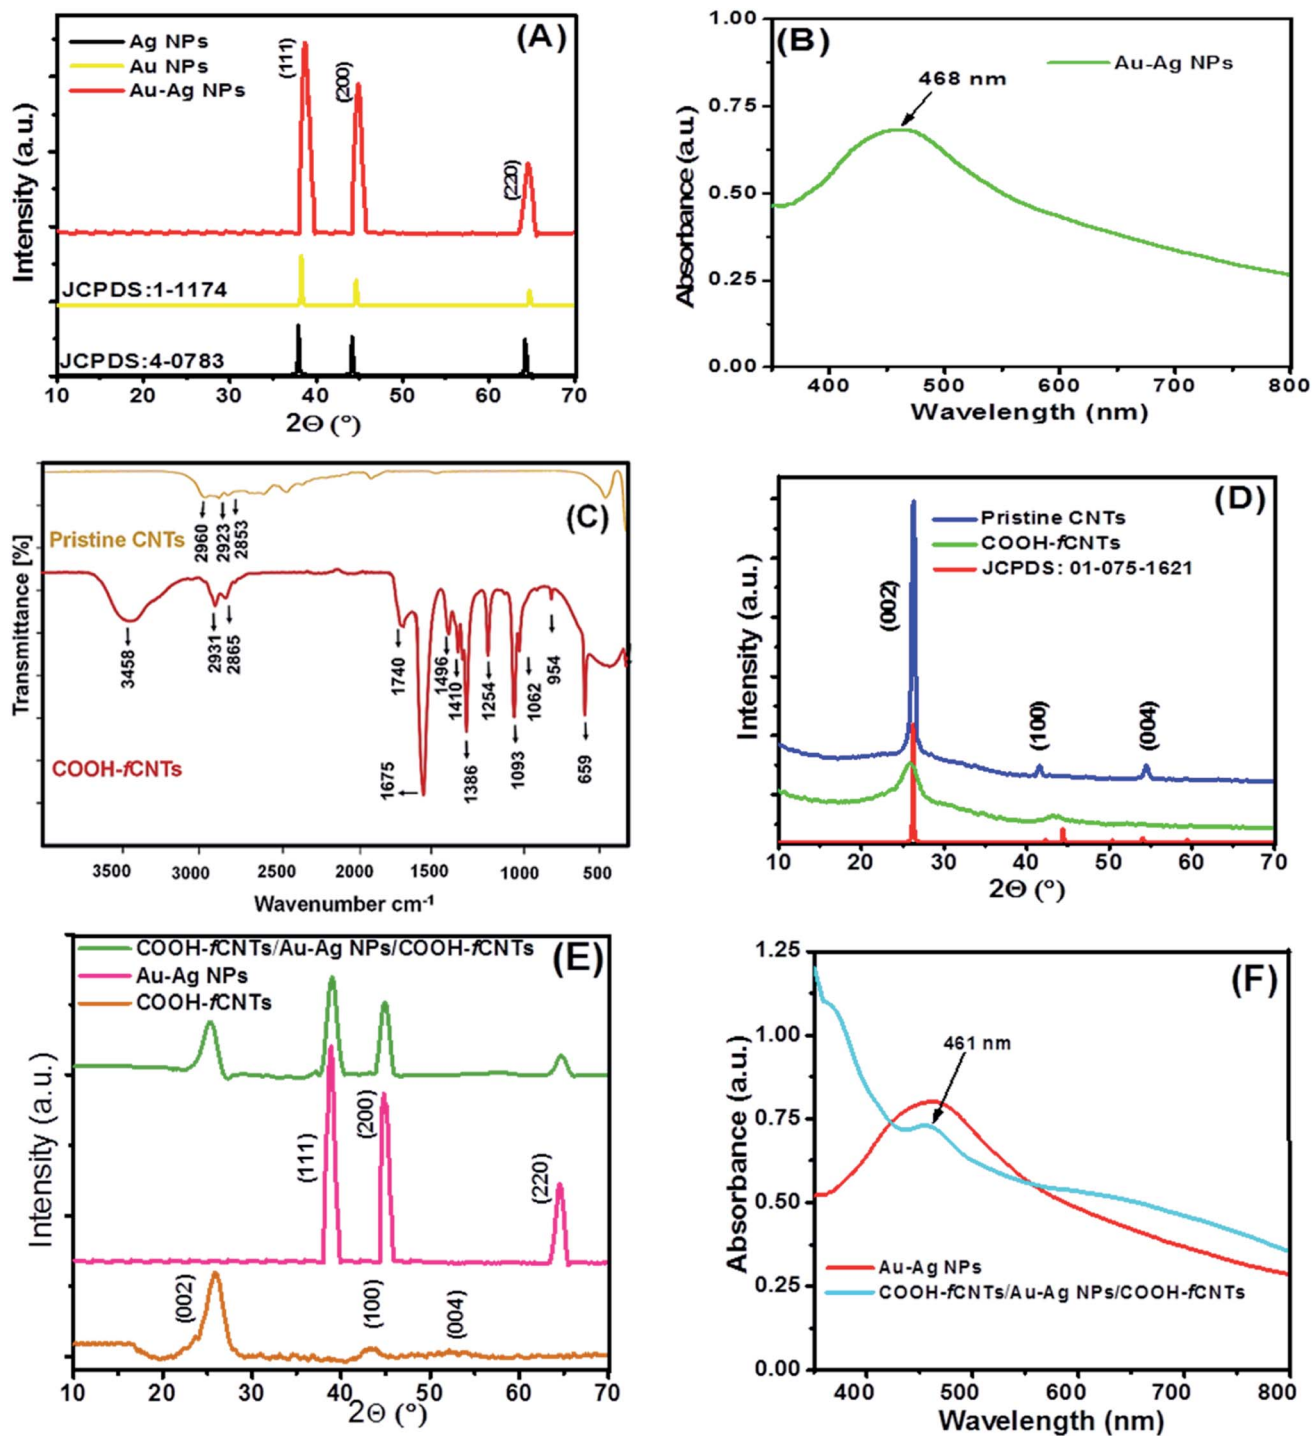 (A)
Ag NPs
Au NPs
Au-Ag NPs
(111)
(200)
(220)
JCPDS:1-1174
JCPDS:4-0783
Intensity (a.u.)
10 20 30 40 50 60 70
2Θ (°)
(B)
Au-Ag NPs
468 nm
1.00
0.75
0.50
0.25
0.00
Absorbance (a.u)
400 500 600 700 800
Wavelength (nm)
(C)
Pristine CNTs
2960
2923
2853
COOH-fCNTs
3458
2931
2865
1740
1675
1496
1410
1386
1254
1093
1062
954
659
Transmittance [%]
3500 3000 2500 2000 1500 1000 500
Wavenumber cm-1
(D)
Pristine CNTs
COOH-fCNTs
JCPDS: 01-075-1621
(002)
(100)
(004)
Intensity (a.u.)
10 20 30 40 50 60 70
2Θ (°)
(E)
COOH-fCNTs/Au-Ag NPs/COOH-fCNTs
Au-Ag NPs
COOH-fCNTs
(111)
(200)
(220)
(002)
(100)
(004)
Intensity (a.u.)
10 20 30 40 50 60 70
2Θ (°)
(F)
461 nm
Au-Ag NPs
COOH-fCNTs/Au-Ag NPs/COOH-fCNTs
1.25
1.00
0.75
0.50
0.25
0.00
Absorbance (a.u.)
400 500 600 700 800
Wavelength (nm)